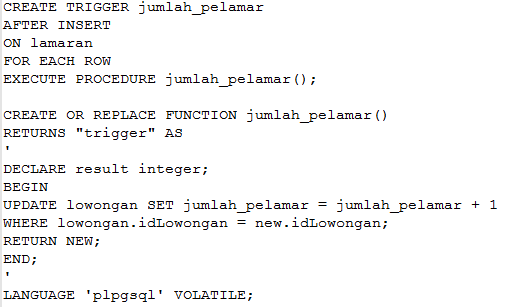 CREATE TRIGGER jumlah_pelamar
AFTER INSERT
ON lamaran
FOR EACH ROW
EXECUTE PROCEDURE jumlah_pelamar();
CREATE OR REPLACE FUNCTION jumlah_pelamar()
RETURNS "trigger" AS
'
DECLARE result integer;
BEGIN
UPDATE lowongan SET jumlah_pelamar = jumlah_pelamar + 1
WHERE lowongan.idLowongan = new.idLowongan;
RETURN NEW;
END;
'
LANGUAGE 'plpgsql' VOLATILE;